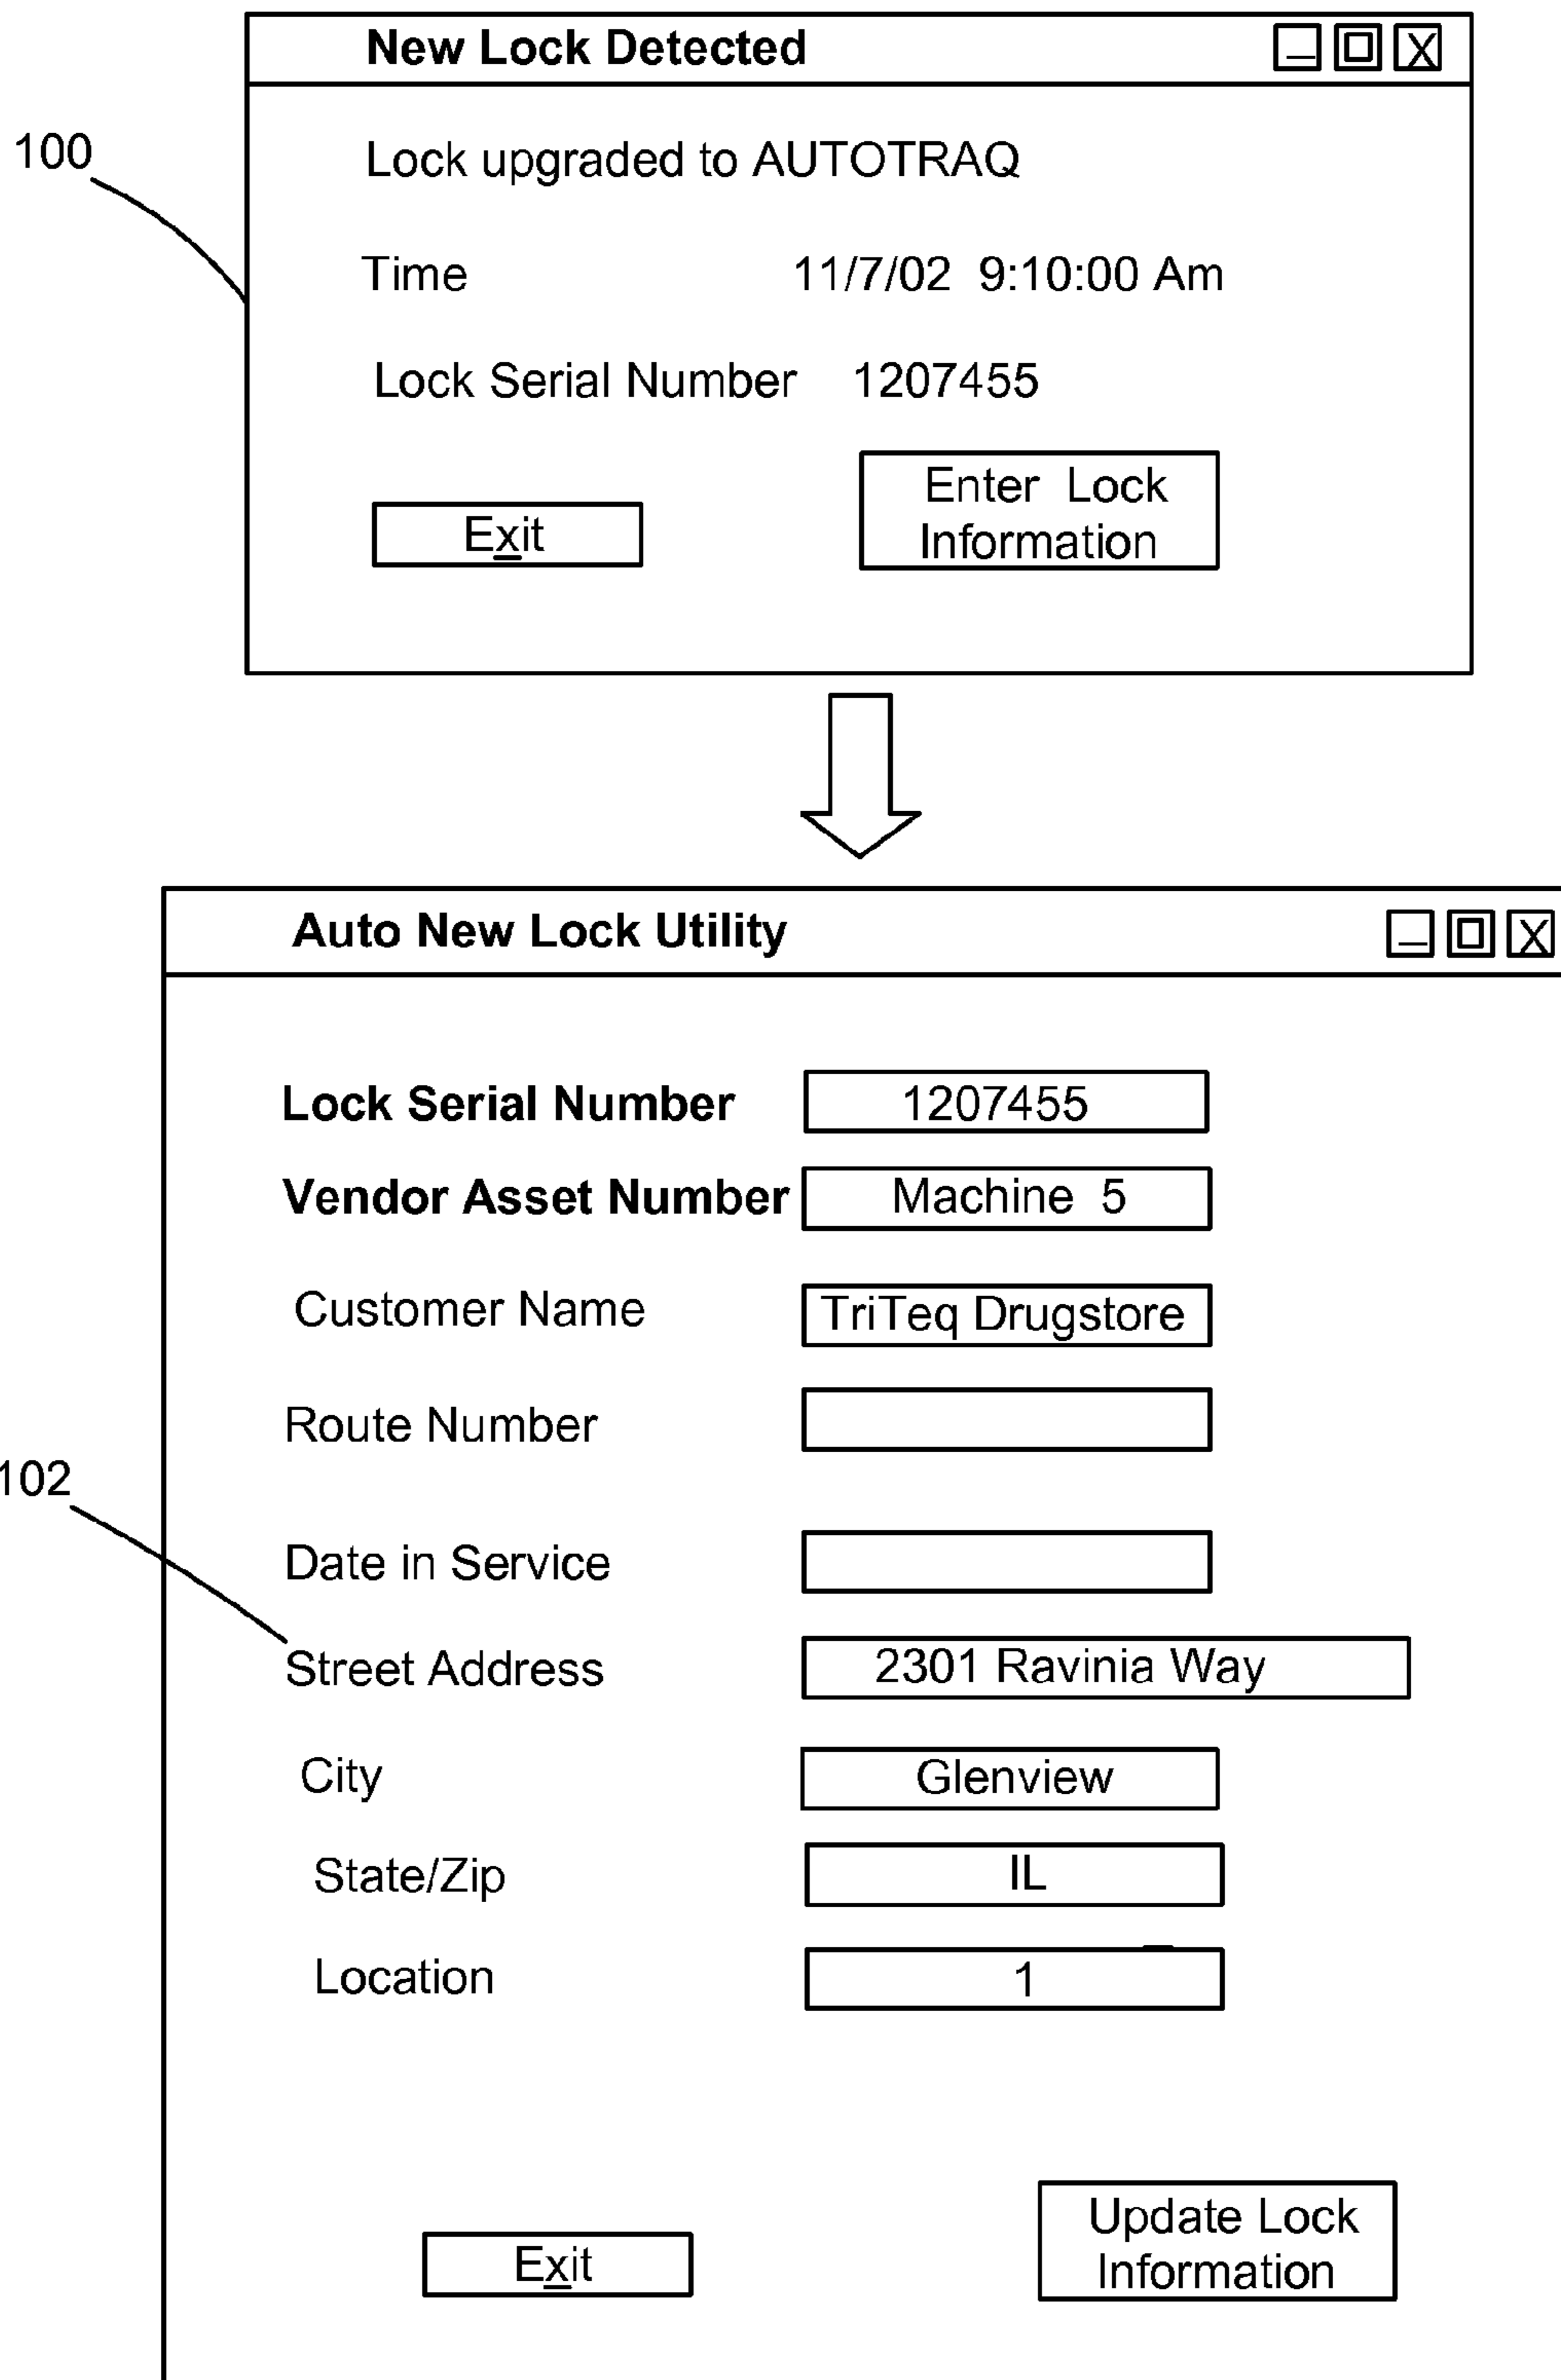 New Lock Detected
100
Lock upgraded to AUTOTRAQ
Time 11/7/02 9:10:00 Am
Lock Serial Number 1207455
Exit
Enter Lock
Information
Auto New Lock Utility
Lock Serial Number 1207455
Vendor Asset Number Machine 5
Customer Name TriTeq Drugstore
Route Number
102
Date in Service
Street Address 2301 Ravinia Way
City Glenview
State/Zip IL
Location 1
Exit
Update Lock
Information